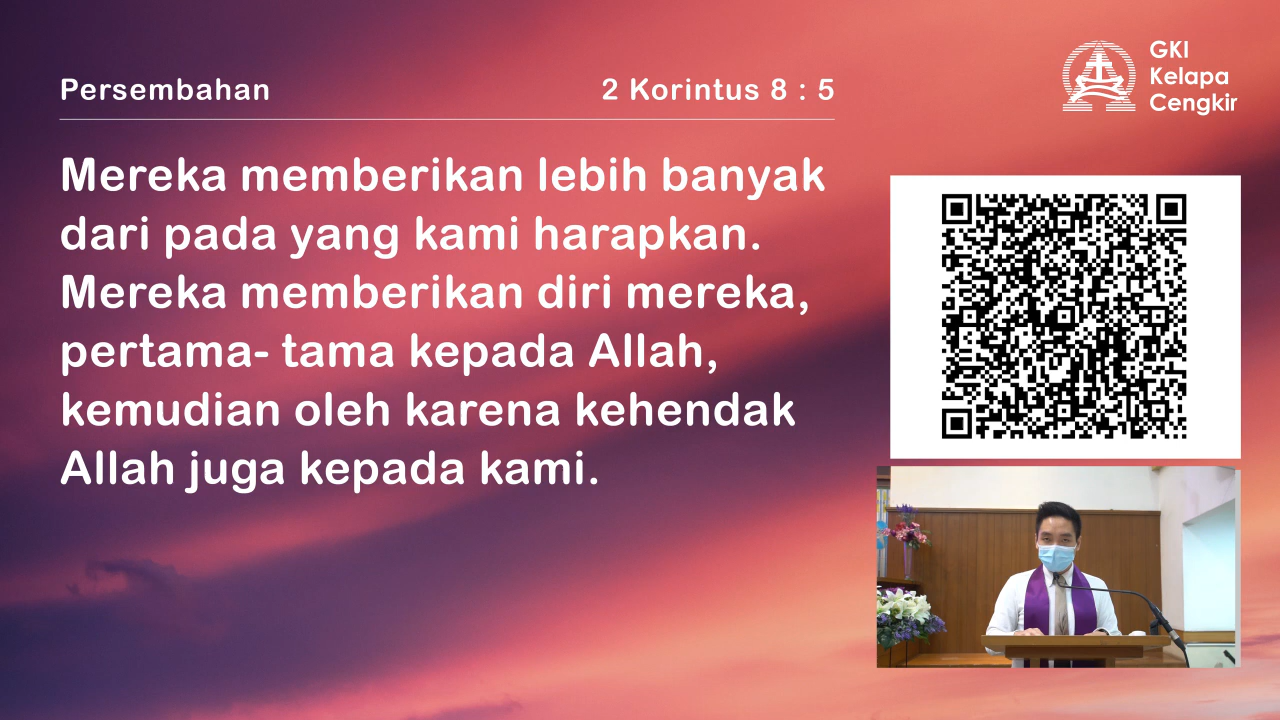 Persembahan
2 Korintus 8 : 5
GKI
Kelapa
Cengkir
Mereka memberikan lebih banyak
dari pada yang kami harapkan.
Mereka memberikan diri mereka,
pertama- tama kepada Allah,
kemudian oleh karena kehendak
Allah juga kepada kami.